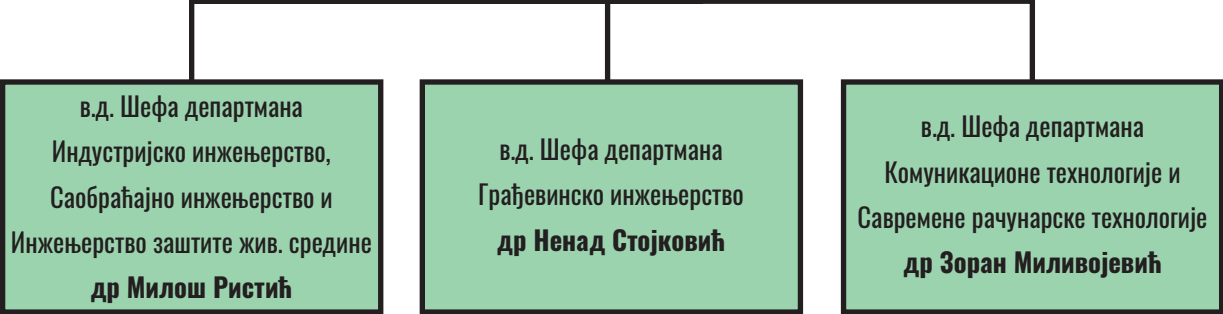 в.д. Шефа департмана
Индустријско инжењерство,
Саобраћајно инжењерство и
Инжењерство заштите жив. средине
др Милош Ристић
в.д. Шефа департмана
Грађевинско инжењерство
др Ненад Стојковић
в.д. Шефа департмана
Комуникационе технологије и
Савремене рачунарске технологије
др Зоран Миливојевић